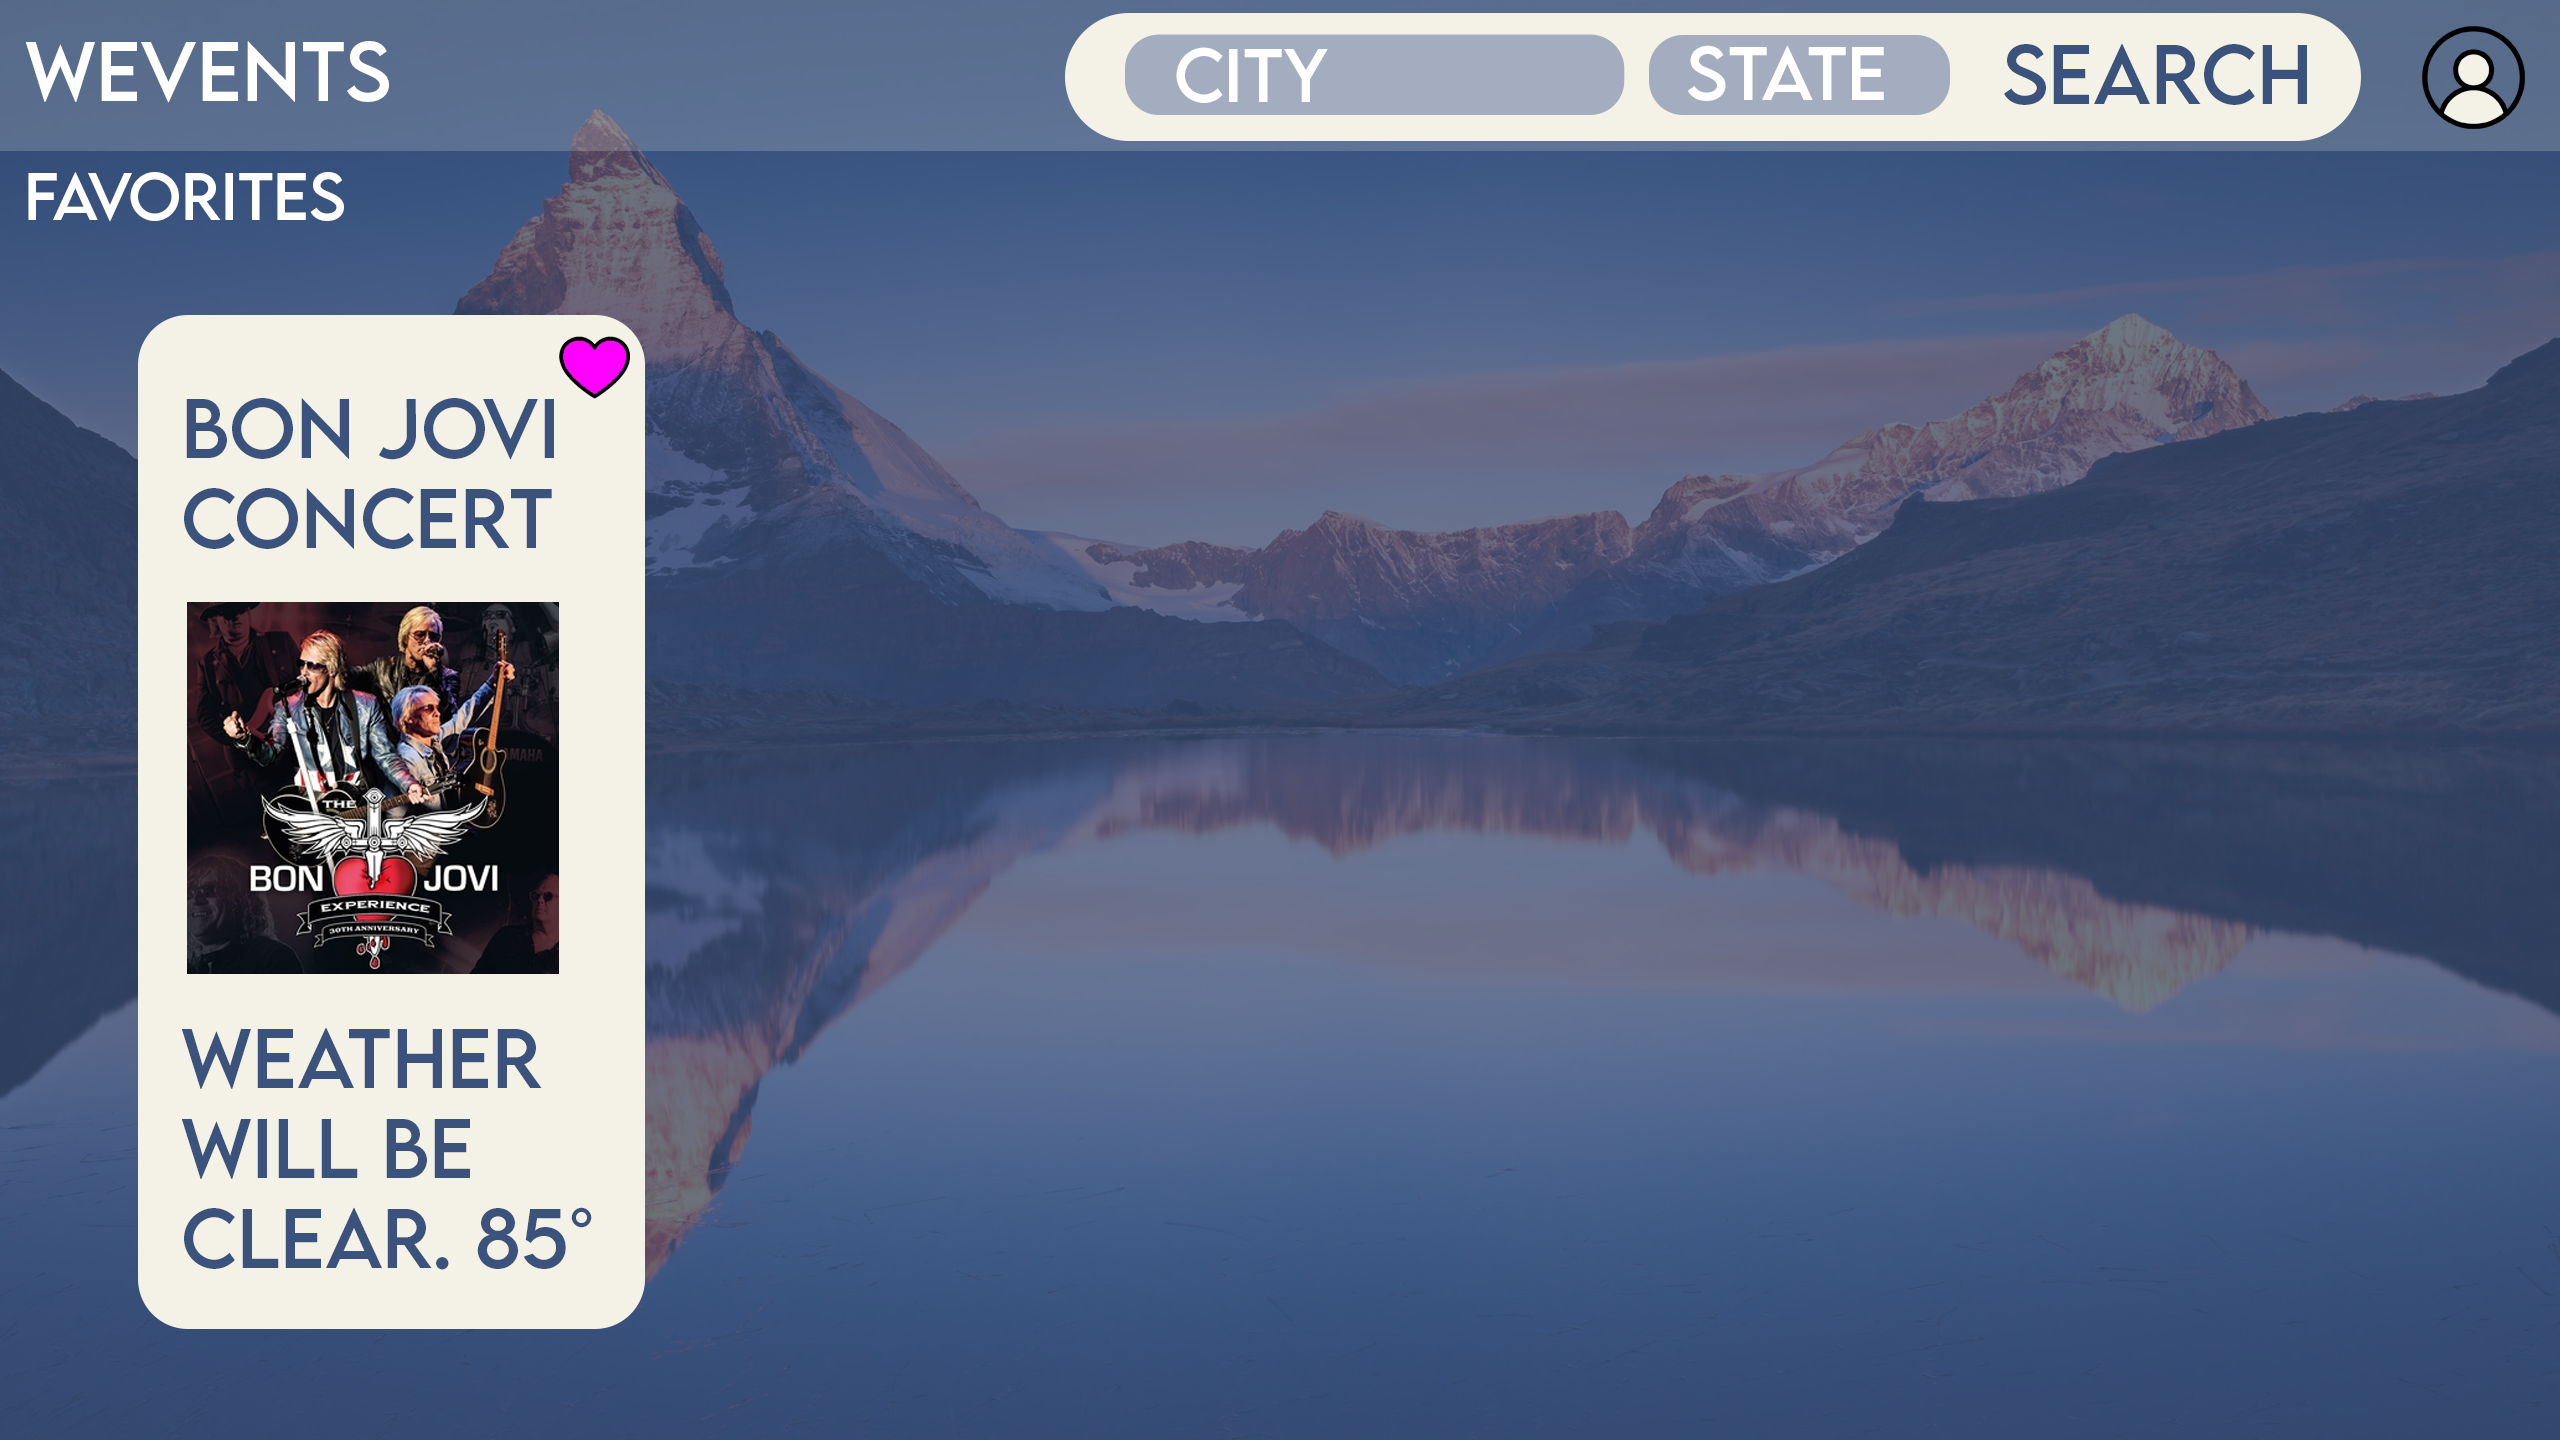 WEVENTS
CITY
STATE
SEARCH
FAVORITES
BON JOVI
CONCERT
YAMAHA
THE
BON JOVI
EXPERIENCE
30TH ANNIVERSARY
WEATHER
WILL BE
CLEAR. 85°